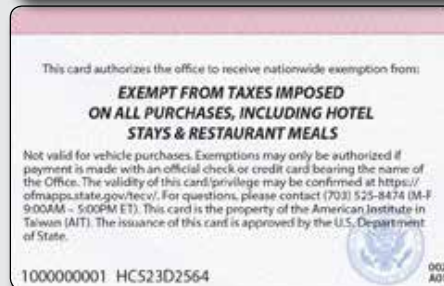 This card authorizes the office to receive nationwide exemption from:
EXEMPT FROM TAXES IMPOSED
ON ALL PURCHASES, INCLUDING HOTEL
STAYS & RESTAURANT MEALS
Not valid for vehicle purchases. Exemptions may only be authorized if
payment is made with an official check or credit card bearing the name of
the Office. The validity of this card/privilege may be confirmed at https://
ofmapps.state.gov/tecv/. For questions, please contact (703) 525-8474 (M-F
9:00AM – 5:00PM ET). This card is the property of the American Institute in
Taiwan (AIT). The issuance of this card is approved by the U.S. Department
of State.
1000000001 HCS23D2564